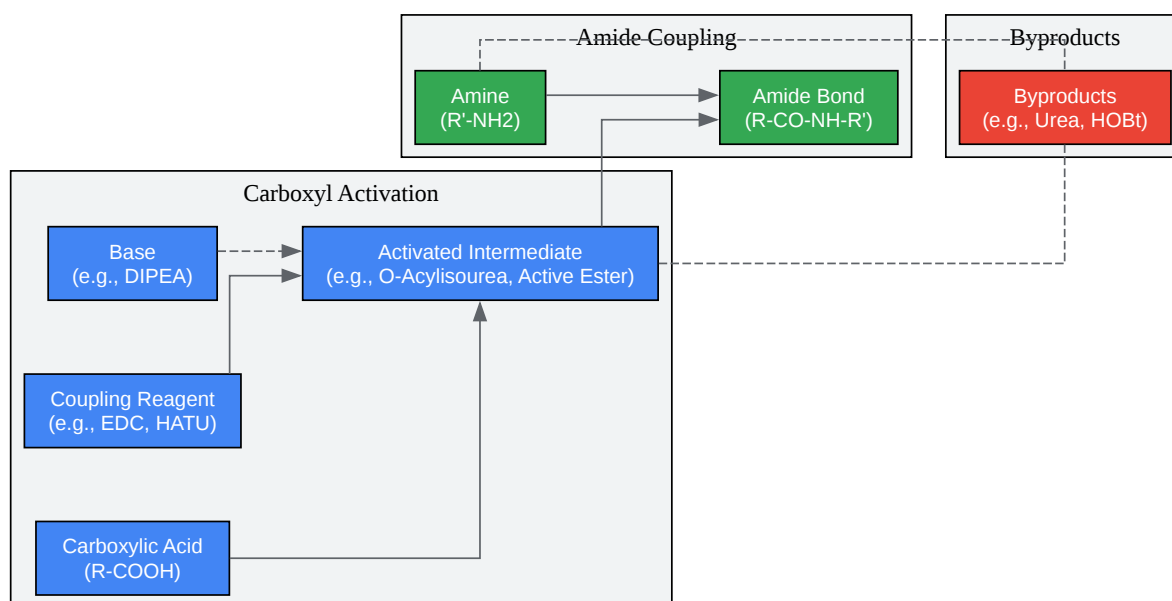 Amide Coupling
Byproducts
Amine
(R'-NH2)
Amide Bond
(R-CO-NH-R')
Byproducts
(e.g., Urea, HOBt)
Carboxyl Activation
Base
(e.g., DIPEA)
Activated Intermediate
(e.g., O-Acylisourea, Active Ester)
Coupling Reagent
(e.g., EDC, HATU)
Carboxylic Acid
(R-COOH)